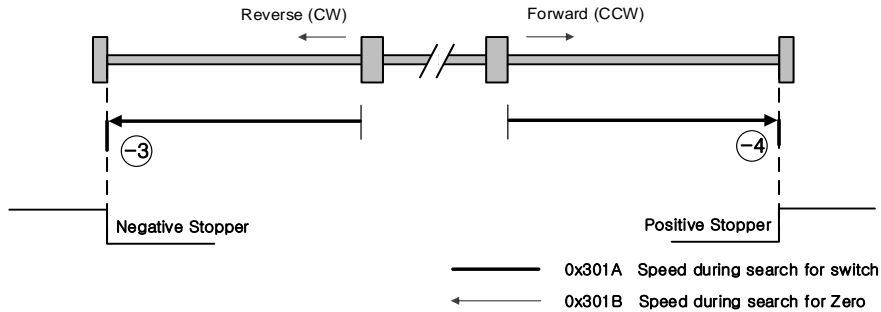 Reverse (CW)
Forward (CCW)
-3
-4
Negative Stopper
Positive Stopper
0x301A Speed during search for switch
0x301B Speed during search for Zero